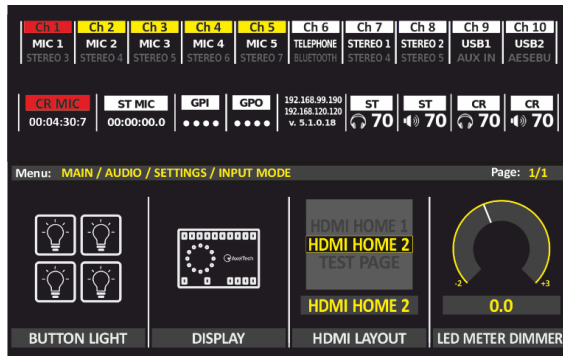 Ch 1 Ch 2 Ch 3 Ch 4 Ch 5 Ch 6 Ch 7 Ch 8 Ch 9 Ch 10
MIC 1 MIC 2 MIC 3 MIC 4 MIC 5 TELEPHONE STEREO 1 STEREO 2 USB1 USB2
STEREO 3 STEREO 4 STEREO 5 STEREO 6 STEREO 7 BLUETOOTH STEREO 4 STEREO 5 AUX IN AESEBU
CR MIC ST MIC GPI GPO 192.168.99.190 ST ST CR CR
192.168.120.120
00:04:30:7 00:00:00.0 v. 5.1.0.18 70 70 70 70
Menu: MAIN / AUDIO / SETTINGS / INPUT MODE Page: 1/1
HDMI HOME 1
HDMI HOME 2
TEST PAGE
AxelTech
-2 +3
HDMI HOME 2 0.0
BUTTON LIGHT DISPLAY HDMI LAYOUT LED METER DIMMER